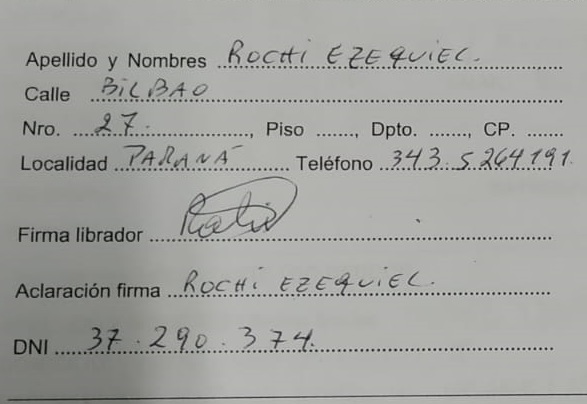 Apellido y Nombres ROCHI EZEQUIEL.
Calle BILBAO
Nro. 27., Piso ......, Dpto. ......, CP. ......
Localidad PARANÁ Teléfono 343.5264191
Firma librador
Aclaración firma ROCHI EZEQUIEL.
DNI 37.290.374.